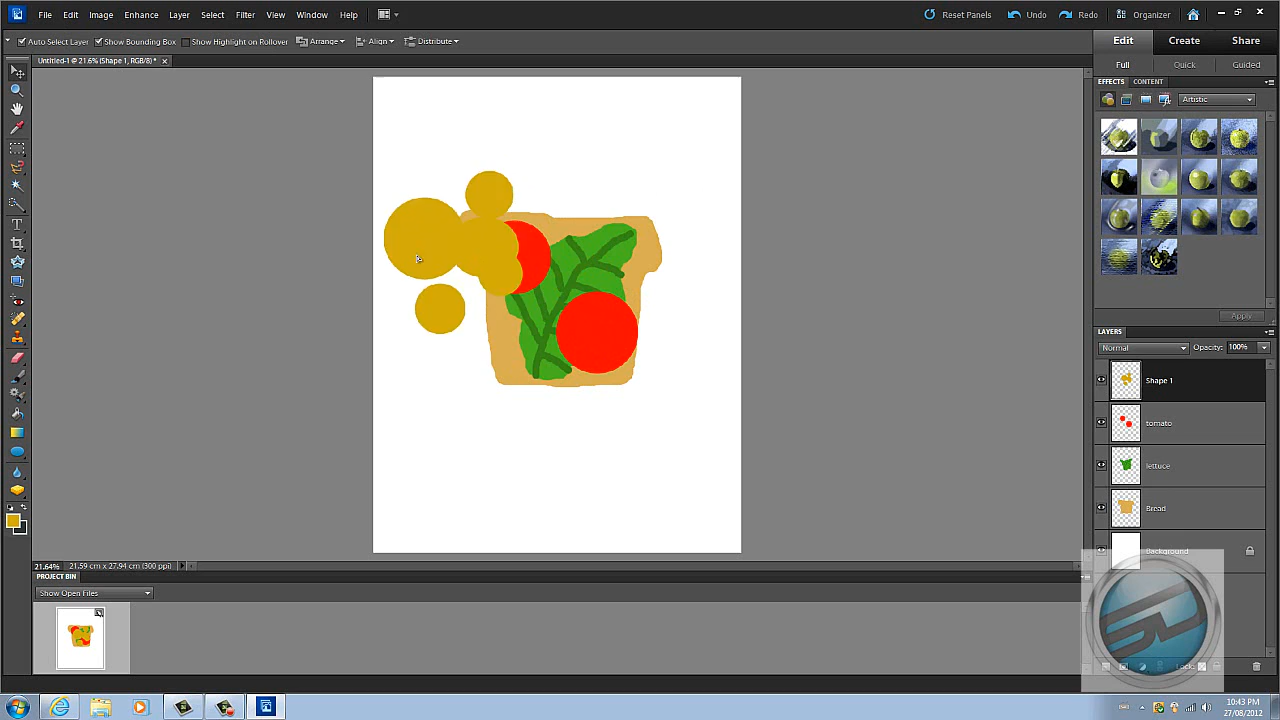 File Edit Image Enhance Layer Select Filter View Window Help Reset Panels Undo Redo Organizer
Auto Select Layer Show Bounding Box Show Highlight on Rollover Arrange Align Distribute
Edit Create Share
Untitled-1 @ 21.6% (Shape 1, RGB/8) *
Full Quick Guided
EFFECTS CONTENT
Artistic
Apply
LAYERS
Normal Opacity: 100%
Shape 1
tomato
lettuce
Bread
Background
21.64% 21.59 cm x 27.94 cm (300 ppi)
PROJECT BIN
Show Open Files
Lock:
10:43 PM
27/08/2012